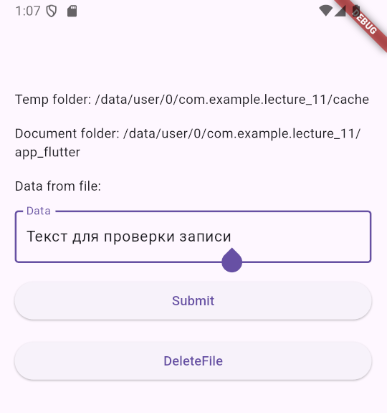 1:07
DEBUG
Temp folder: /data/user/0/com.example.lecture_11/cache
Document folder: /data/user/0/com.example.lecture_11/
app_flutter
Data from file:
Data
Текст для проверки записи
Submit
DeleteFile